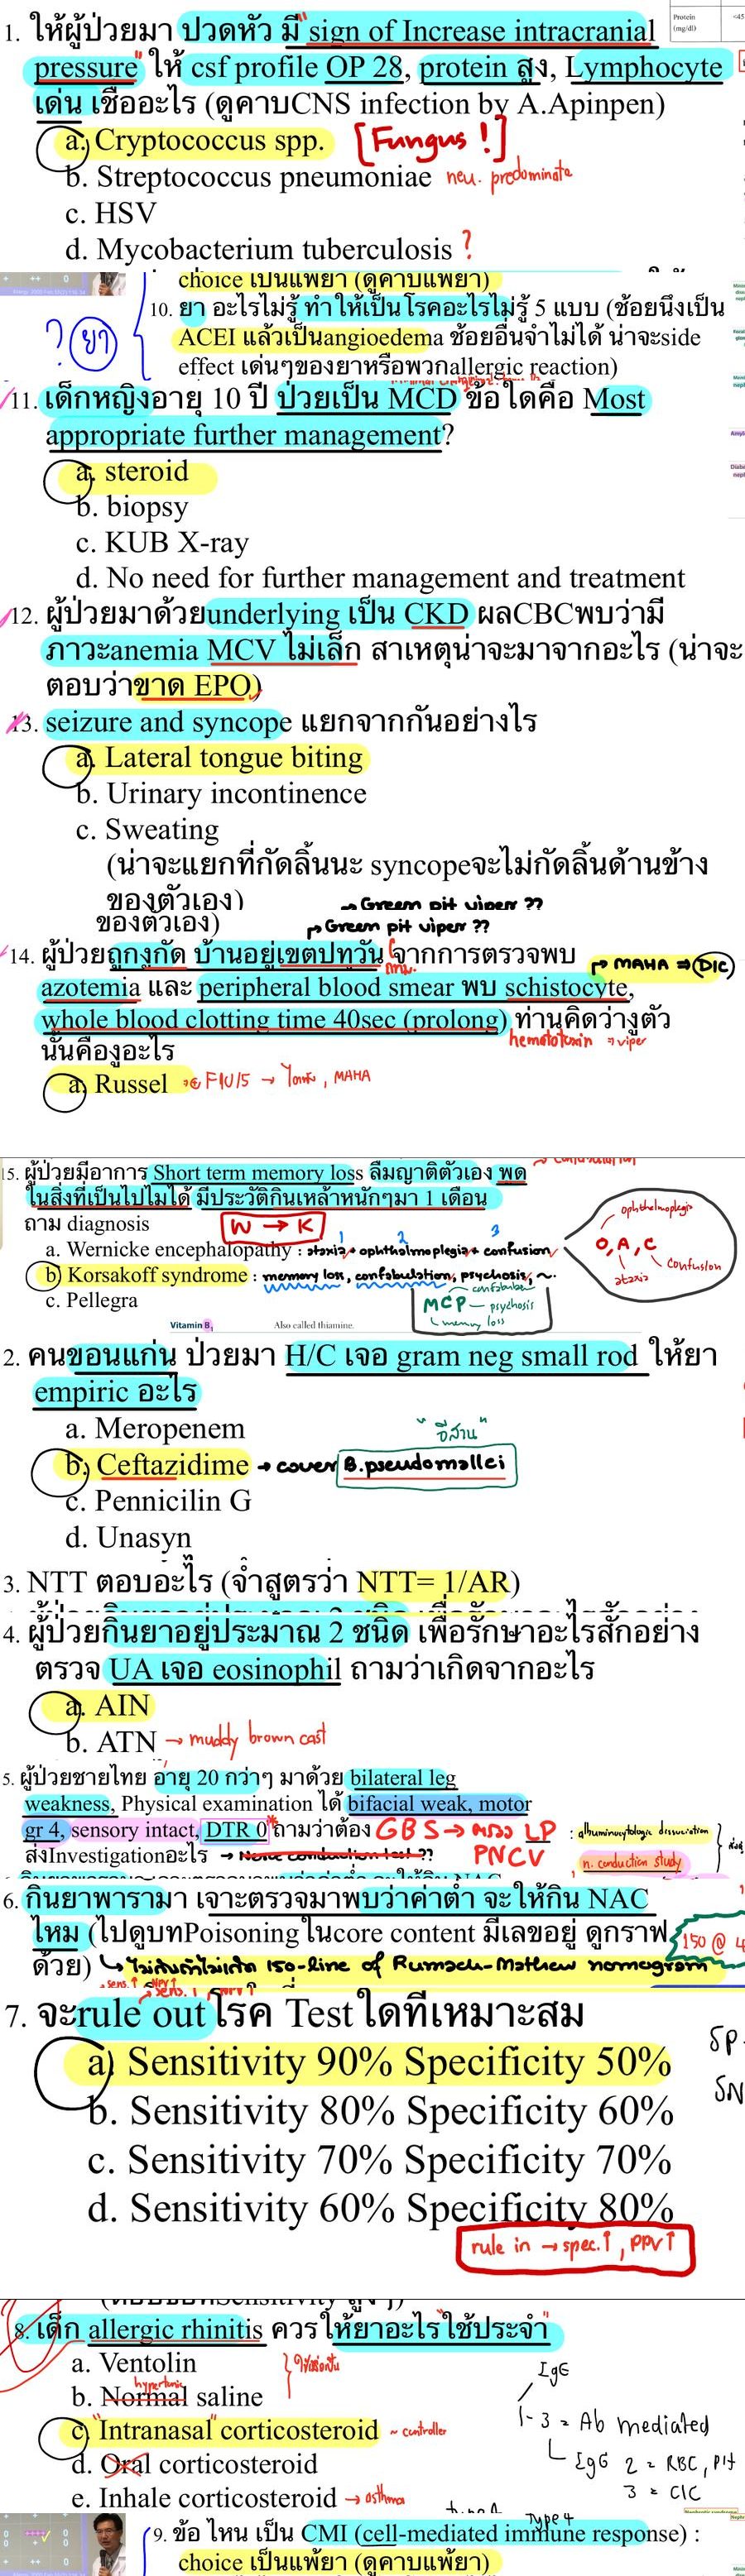 Protein
(mg/dl)
<45
1. ให้ผู้ป่วยมา ปวดหัว มี"sign of Increase intracranial
pressure" ให้ csf profile OP 28, protein สูง, Lymphocyte
เด่น เชื้ออะไร (ดูคาบCNS infection by A.Apinpen)
a. Cryptococcus spp. [Fungus !]
b. Streptococcus pneumoniae neu. predominate
c. HSV
d. Mycobacterium tuberculosis ?
choice เป็นแพ้ยา (ดูคาบแพ้ยา)
? ยา
10. ยา อะไรไม่รู้ ทำให้เป็นโรคอะไรไม่รู้ 5 แบบ (ช้อยนึงเป็น
ACEI แล้วเป็นangioedema ช้อยอื่นจำไม่ได้ น่าจะside
effect เด่นๆของยาหรือพวกallergic reaction)
11. เด็กหญิงอายุ 10 ปี ป่วยเป็น MCD ข้อใดคือ Most
appropriate further management?
a. steroid
b. biopsy
c. KUB X-ray
d. No need for further management and treatment
12. ผู้ป่วยมาด้วยunderlying เป็น CKD ผลCBCพบว่ามี
ภาวะanemia MCV ไม่เล็ก สาเหตุน่าจะมาจากอะไร (น่าจะ
ตอบว่าขาด EPO)
13. seizure and syncope แยกจากกันอย่างไร
a. Lateral tongue biting
b. Urinary incontinence
c. Sweating
(น่าจะแยกที่กัดลิ้นนะ syncopeจะไม่กัดลิ้นด้านข้าง
ของตัวเอง) → Green pit viper ??
ของตัวเอง) → Green pit viper ??
14. ผู้ป่วยถูกงูกัด บ้านอยู่เขตปทุวัน จากการตรวจพบ → MAHA ⇒ DIC
กทม.
azotemia และ peripheral blood smear พบ schistocyte,
whole blood clotting time 40sec (prolong) ท่านคิดว่างูตัว
hematotoxin ⇒ viper
นั้นคืองูอะไร
a. Russel
MAHA
15. ผู้ป่วยมีอาการ Short term memory loss ลืมญาติตัวเอง พูด
ในสิ่งที่เป็นไปไม่ได้ มีประวัติกินเหล้าหนักๆมา 1 เดือน
ถาม diagnosis W → K
1 2 3
a. Wernicke encephalopathy : ataxia + ophthalmoplegia + confusion
b. Korsakoff syndrome : memory loss, confabulation, psychosis, ~.
c. Pellegra
ophthalmoplegia
O, A, C
ataxia
Confusion
MCP
psychosis
memory loss
Vitamin B1 Also called thiamine.
2. คนขอนแก่น ป่วยมา H/C เจอ gram neg small rod ให้ยา
empiric อะไร
a. Meropenem
"อีสาน"
b. Ceftazidime → cover B.pseudomallei
c. Pennicilin G
d. Unasyn
3. NTT ตอบอะไร (จำสูตรว่า NTT= 1/AR)
4. ผู้ป่วยกินยาอยู่ประมาณ 2 ชนิด เพื่อรักษาอะไรสักอย่าง
ตรวจ UA เจอ eosinophil ถามว่าเกิดจากอะไร
a. AIN
b. ATN → muddy brown cast
5. ผู้ป่วยชายไทย อายุ 20 กว่าๆ มาด้วย bilateral leg
weakness, Physical examination ได้ bifacial weak, motor
gr 4, sensory intact, DTR 0 ถามว่าต้อง GBS → ตรวจ LP : albuminocytologic dissociation
ส่งInvestigationอะไร → Nerve conduction test ?? PNCV n. conduction study
6. กินยาพารามา เจาะตรวจมาพบว่าค่าต่ำ จะให้กิน NAC
ไหม (ไปดูบทPoisoningในcore content มีเลขอยู่ ดูกราฟ
150 @ 4
ด้วย) 150-line of Rumack-Mathew nomogram
sens.↑ NPV↑
sens.↑, NPV↑
7. จะrule out โรค Test ใดที่เหมาะสม
a. Sensitivity 90% Specificity 50%
b. Sensitivity 80% Specificity 60%
c. Sensitivity 70% Specificity 70%
d. Sensitivity 60% Specificity 80%
rule in → spec.↑, PPV↑
SP
SN
8. เด็ก allergic rhinitis ควรให้ยาอะไร"ใช้ประจำ"
a. Ventolin
hypertonic
b. Normal saline
c. "Intranasal" corticosteroid ~ controller
d. Oral corticosteroid
e. Inhale corticosteroid → asthma
IgE
1-3 = Ab mediated
IgG 2 = RBC, Plt
3 = CIC
type 4
9. ข้อ ไหน เป็น CMI (cell-mediated immune response) :
choice เป็นแพ้ยา (ดูคาบแพ้ยา)